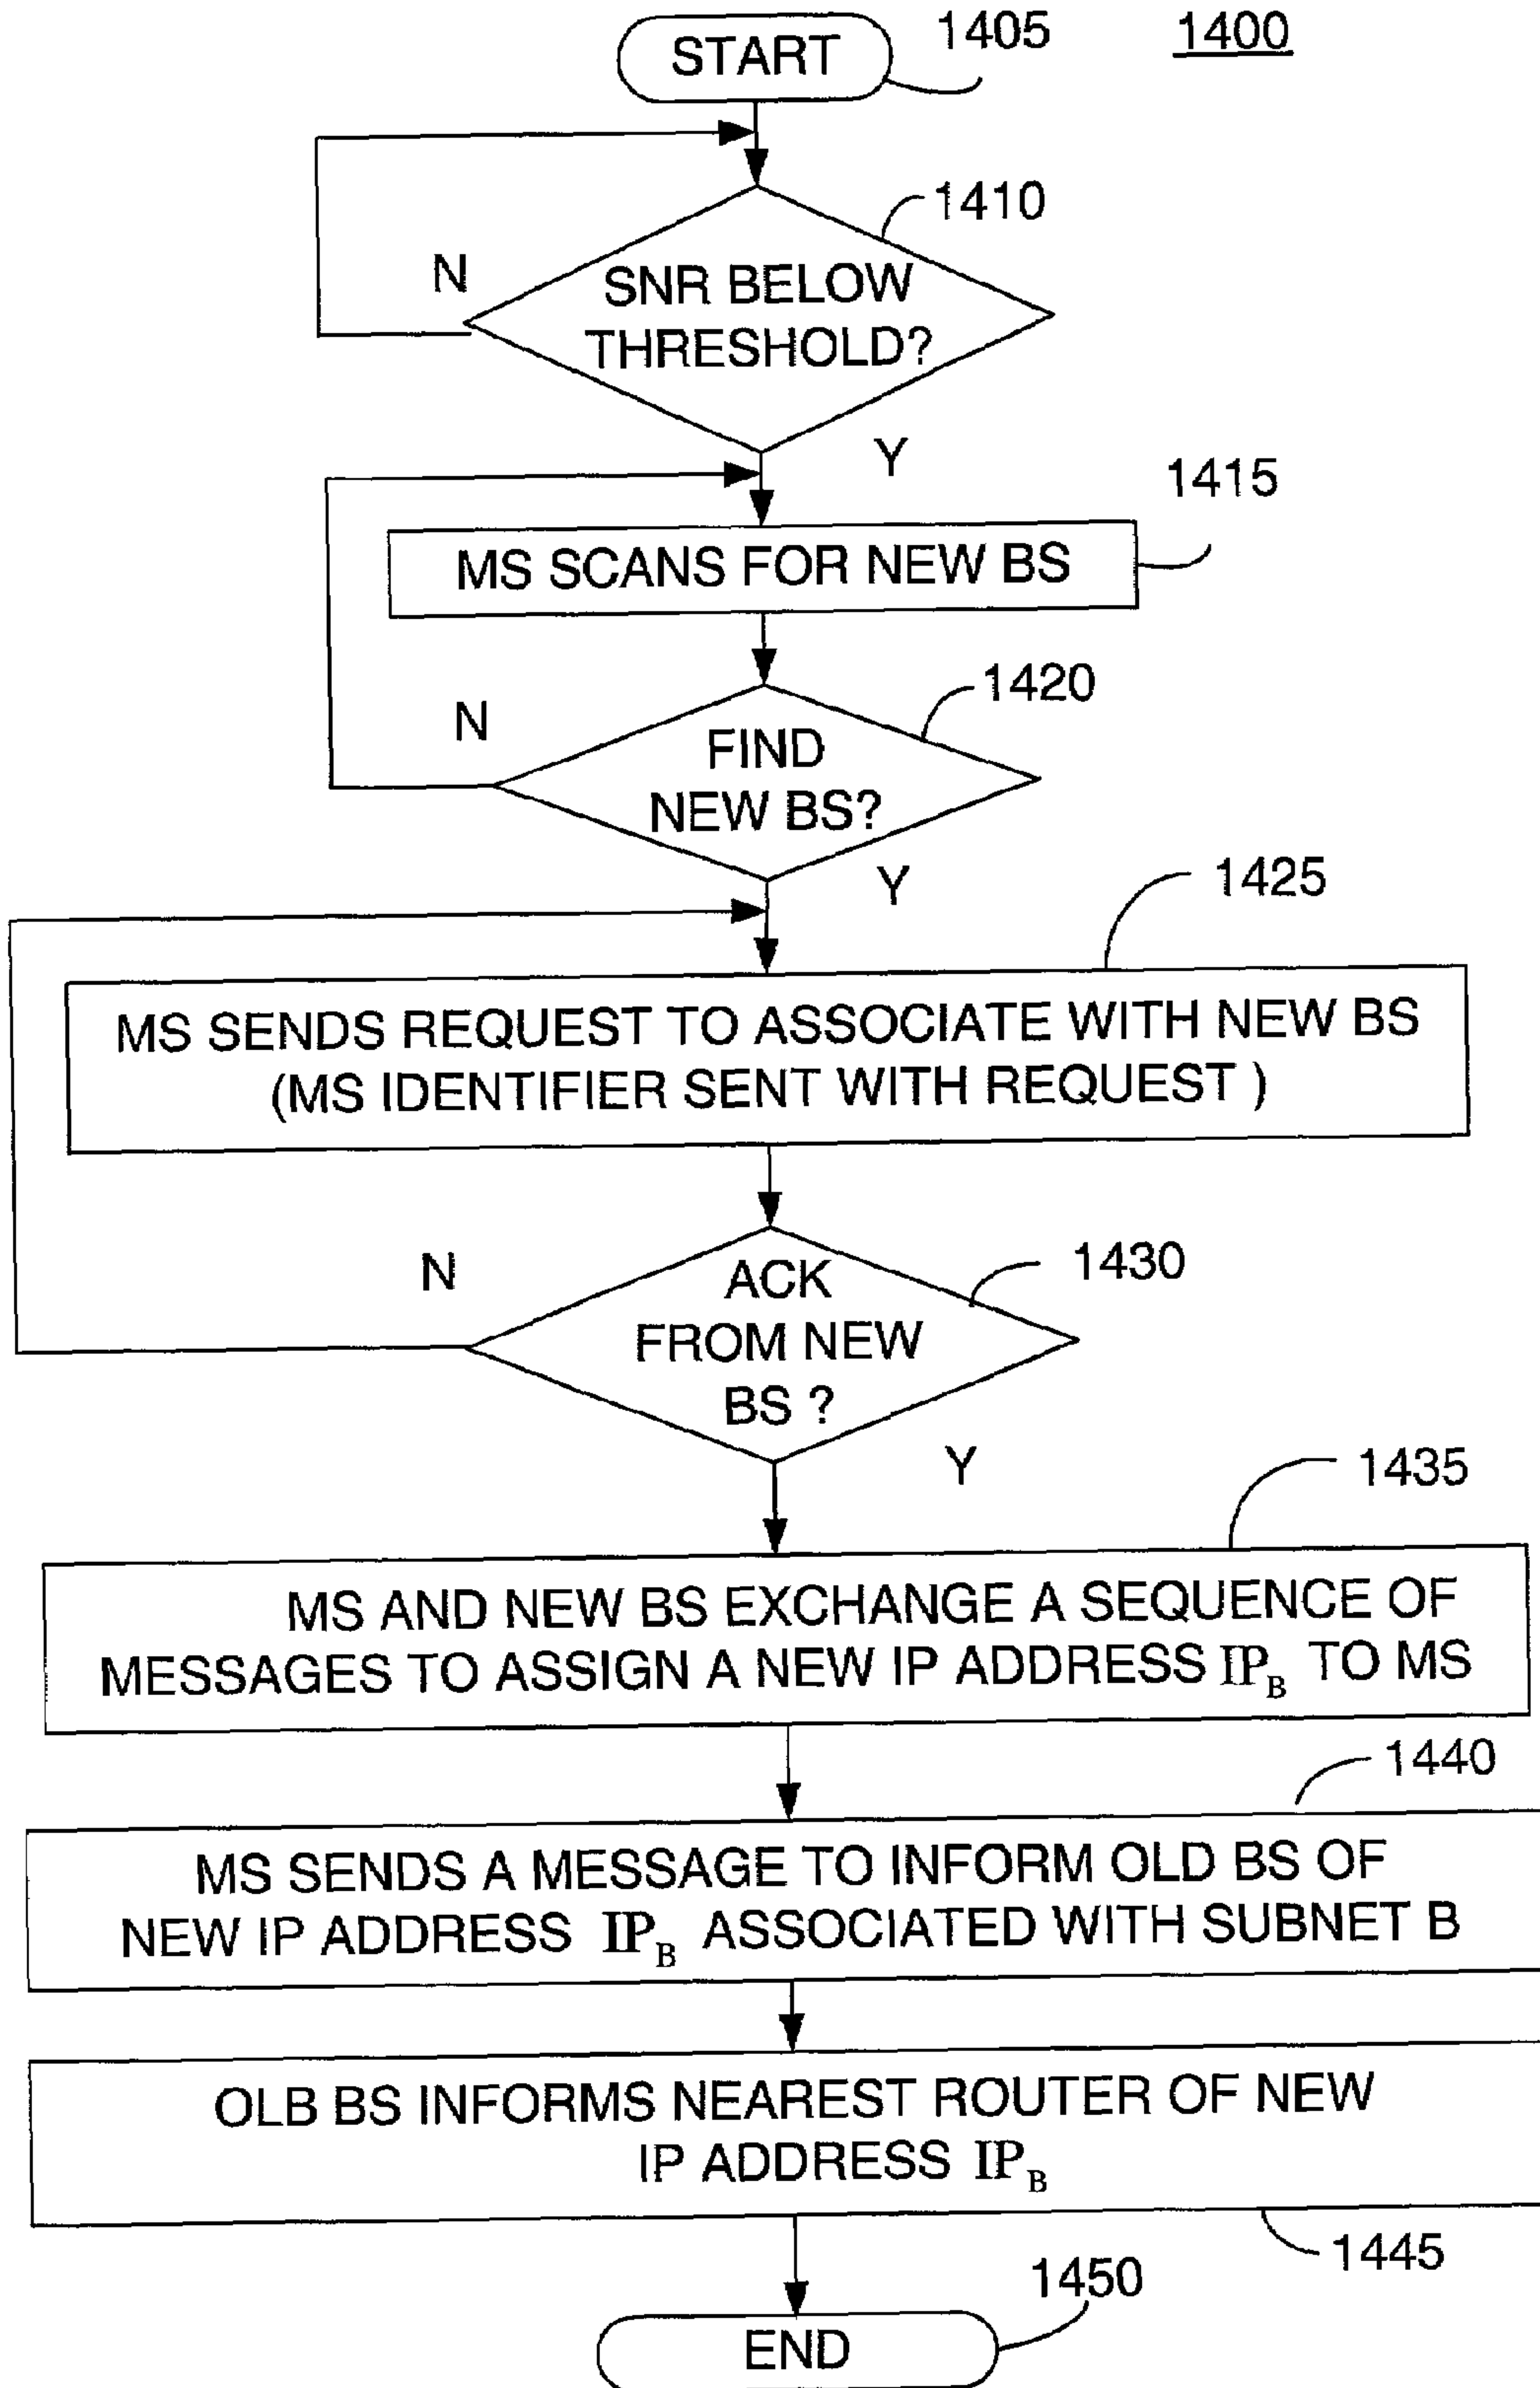 START
1405
1400
1410
N
SNR BELOW
THRESHOLD?
Y
1415
MS SCANS FOR NEW BS
1420
N
FIND
NEW BS?
Y
1425
MS SENDS REQUEST TO ASSOCIATE WITH NEW BS
(MS IDENTIFIER SENT WITH REQUEST )
N
1430
ACK
FROM NEW
BS ?
Y
1435
MS AND NEW BS EXCHANGE A SEQUENCE OF
MESSAGES TO ASSIGN A NEW IP ADDRESS IP_B TO MS
1440
MS SENDS A MESSAGE TO INFORM OLD BS OF
NEW IP ADDRESS IP_B ASSOCIATED WITH SUBNET B
OLB BS INFORMS NEAREST ROUTER OF NEW
IP ADDRESS IP_B
1445
1450
END